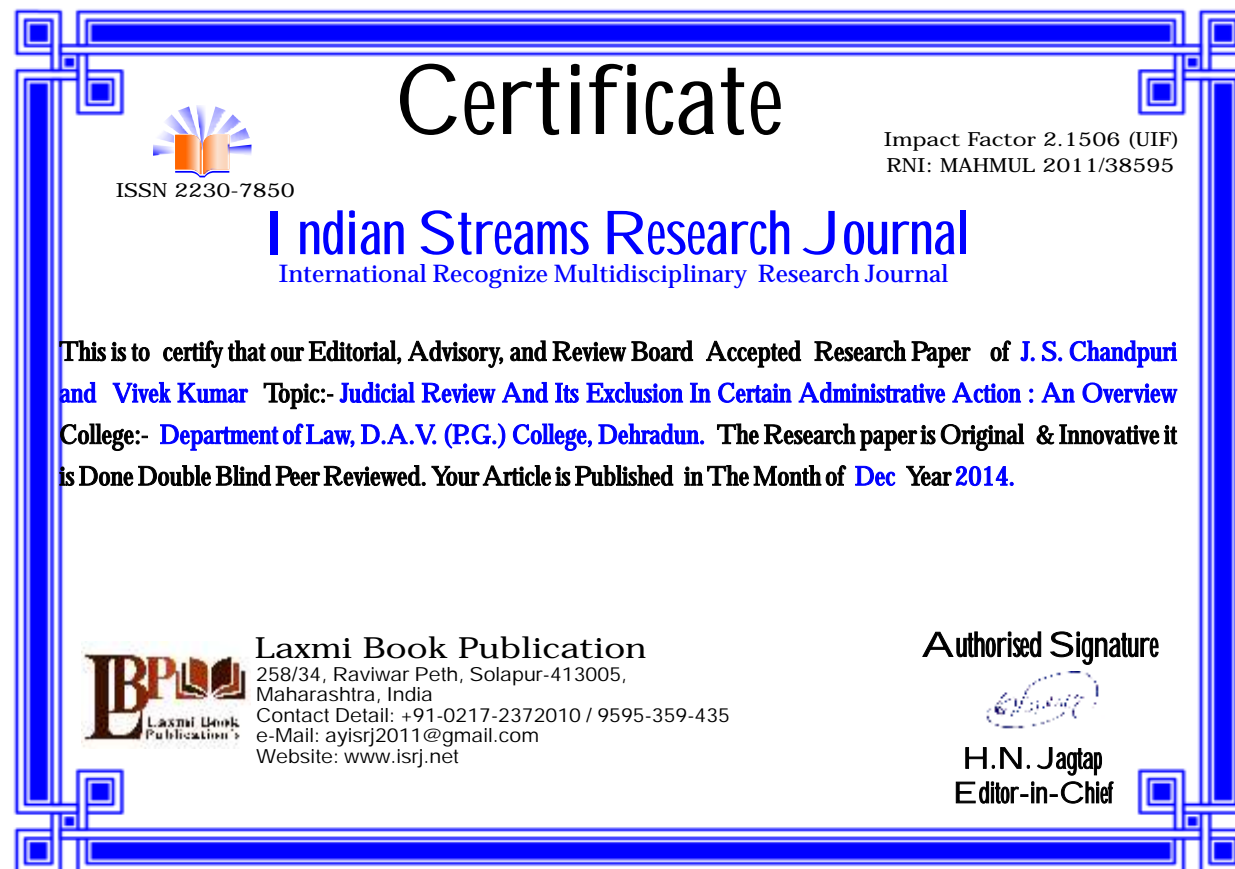 Certificate
Impact Factor 2.1506 (UIF)
RNI: MAHMUL 2011/38595
ISSN 2230-7850
Indian Streams Research Journal
International Recognize Multidisciplinary Research Journal
This is to certify that our Editorial, Advisory, and Review Board Accepted Research Paper of J. S. Chandpuri
and Vivek Kumar Topic:- Judicial Review And Its Exclusion In Certain Administrative Action : An Overview
College:- Department of Law, D.A.V. (P.G.) College, Dehradun. The Research paper is Original & Innovative it
is Done Double Blind Peer Reviewed. Your Article is Published in The Month of Dec Year 2014.
LBP
Laxmi Book
Publication's
Laxmi Book Publication
258/34, Raviwar Peth, Solapur-413005,
Maharashtra, India
Contact Detail: +91-0217-2372010 / 9595-359-435
e-Mail: ayisrj2011@gmail.com
Website: www.isrj.net
Authorised Signature
H.N. Jagtap
Editor-in-Chief